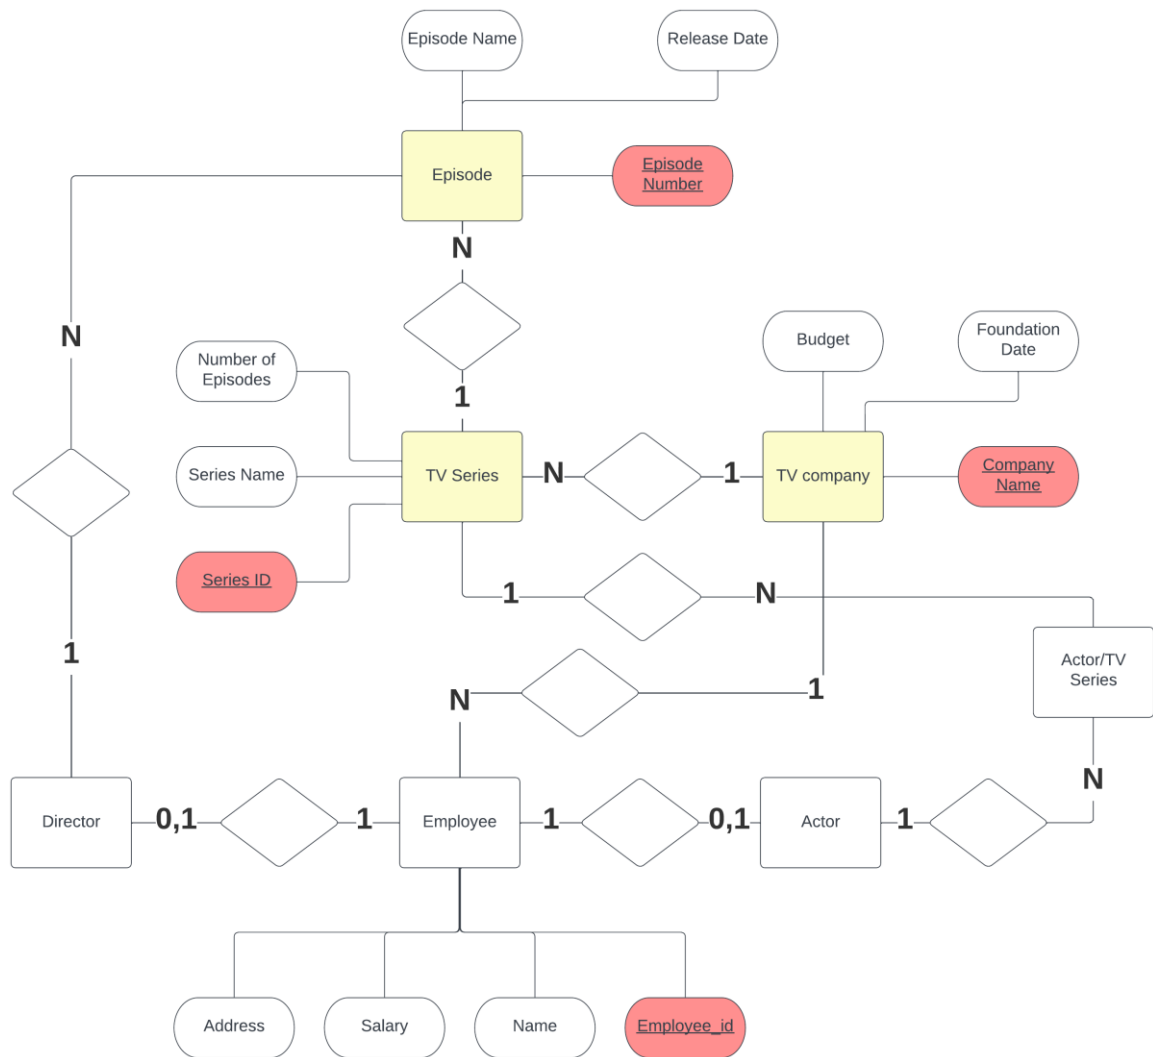 Episode Name
Release Date
Episode
Episode
Number
N
N
Number of
Episodes
Budget
Foundation
Date
1
Series Name
TV Series
N
1
TV company
Company
Name
Series ID
1
N
1
Actor/TV
Series
N
1
N
Director
0,1
1
Employee
1
0,1
Actor
1
Address
Salary
Name
Employee_id